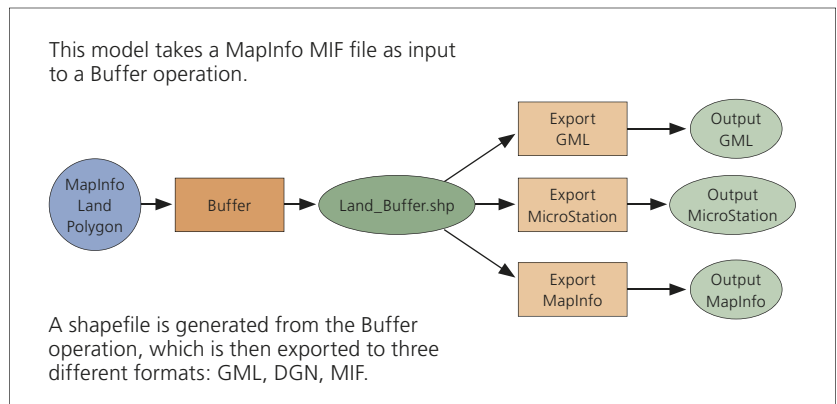 This model takes a MapInfo MIF file as input
to a Buffer operation.
MapInfo
Land
Polygon
Buffer
Land_Buffer.shp
Export
GML
Output
GML
Export
MicroStation
Output
MicroStation
Export
MapInfo
Output
MapInfo
A shapefile is generated from the Buffer
operation, which is then exported to three
different formats: GML, DGN, MIF.